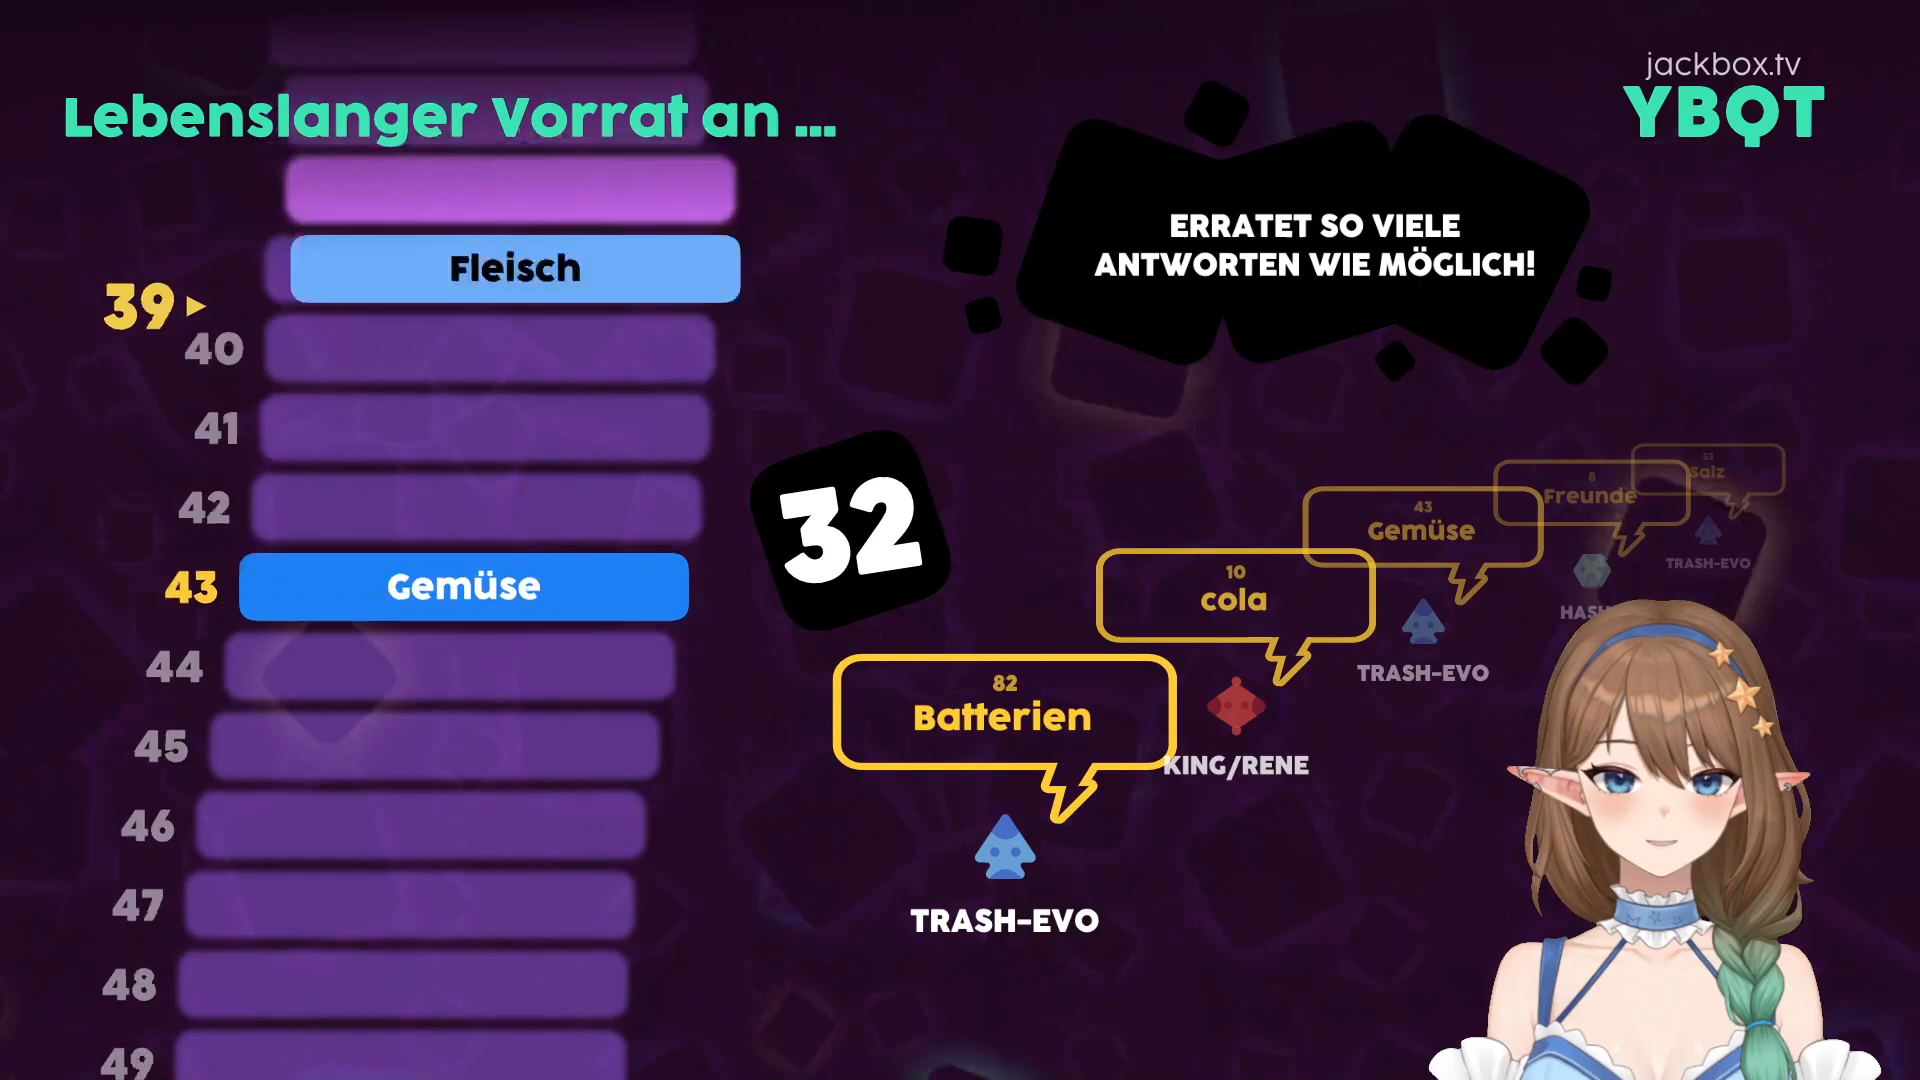 jackbox.tv
YBQT
Lebenslanger Vorrat an ...
ERRATET SO VIELE
ANTWORTEN WIE MÖGLICH!
Fleisch
39
40
41
42
43
Gemüse
44
45
46
47
48
49
32
82
Batterien
TRASH-EVO
10
cola
KING/RENE
43
Gemüse
TRASH-EVO
8
Freunde
HASH
33
Salz
TRASH-EVO